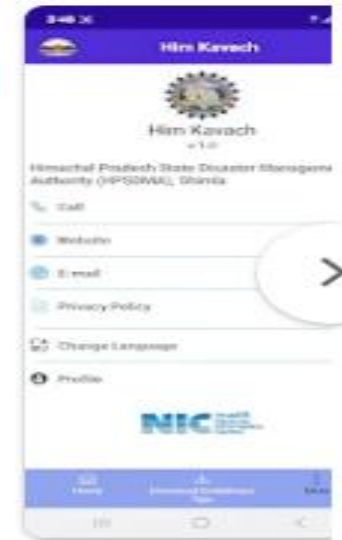 Him Kavach
Him Kavach
v 1.0
Himachal Pradesh State Disaster Manageme
Authority (HPSDMA), Shimla
Call
Website
E-mail
Privacy Policy
Change Language
Profile
NIC
Home